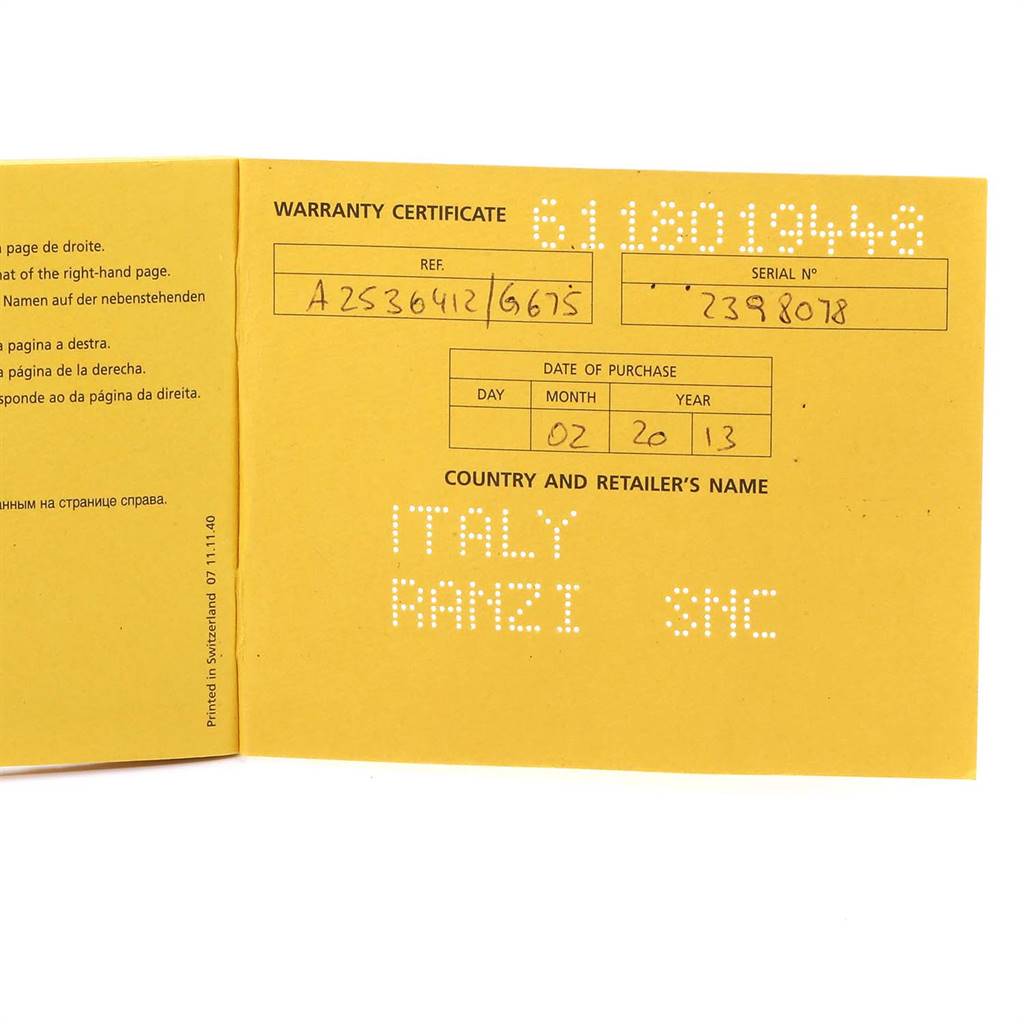 page de droite.
of the right-hand page.
Namen auf der nebenstehenden
pagina a destra.
página de la derecha.
ao da página da direita.
на странице справа.
Printed in Switzerland 07 11.11.40
WARRANTY CERTIFICATE 6118019448
REF.
A2536412/G675
SERIAL Nº
2398078
DATE OF PURCHASE
DAY MONTH YEAR
02 20 13
COUNTRY AND RETAILER'S NAME
ITALY
RANZI SNC